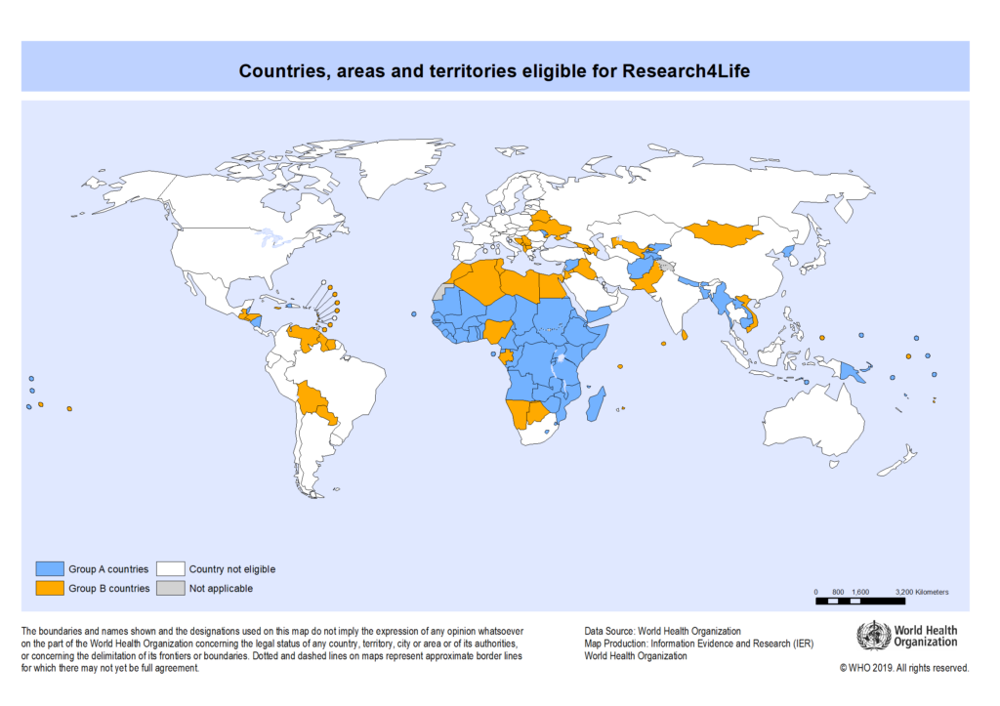 Countries, areas and territories eligible for Research4Life
Group A countries
Country not eligible
Group B countries
Not applicable
0 800 1,600 3,200 Kilometers
The boundaries and names shown and the designations used on this map do not imply the expression of any opinion whatsoever
on the part of the World Health Organization concerning the legal status of any country, territory, city or area or of its authorities,
or concerning the delimitation of its frontiers or boundaries. Dotted and dashed lines on maps represent approximate border lines
for which there may not yet be full agreement.
Data Source: World Health Organization
Map Production: Information Evidence and Research (IER)
World Health Organization
World Health
Organization
© WHO 2019. All rights reserved.